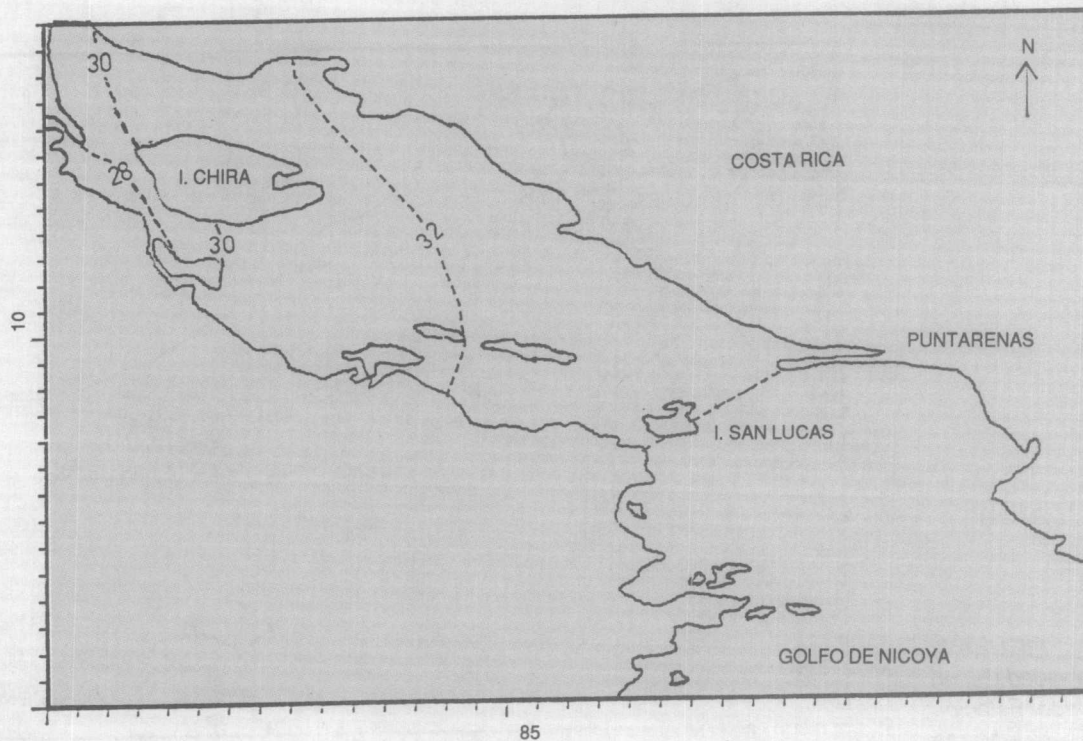 30
N
COSTA RICA
28
I. CHIRA
30
32
10
PUNTARENAS
I. SAN LUCAS
GOLFO DE NICOYA
85